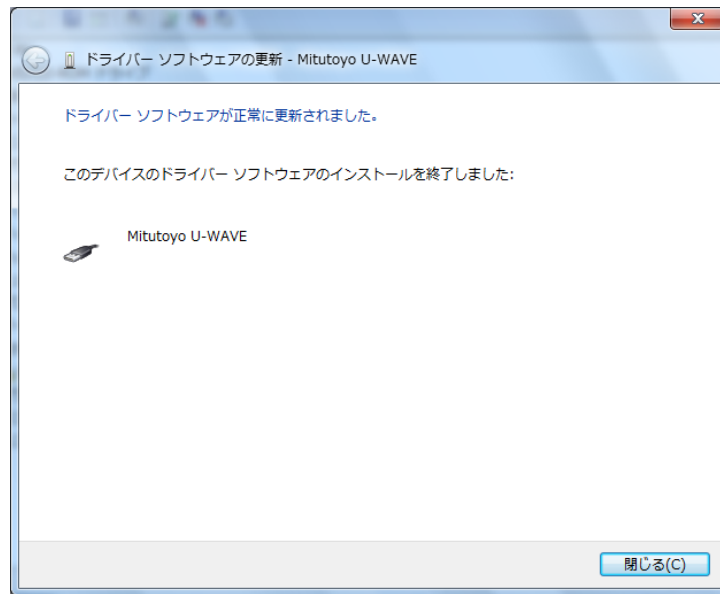 ドライバー ソフトウェアの更新 - Mitutoyo U-WAVE
ドライバー ソフトウェアが正常に更新されました。
このデバイスのドライバー ソフトウェアのインストールを終了しました:
Mitutoyo U-WAVE
閉じる(C)